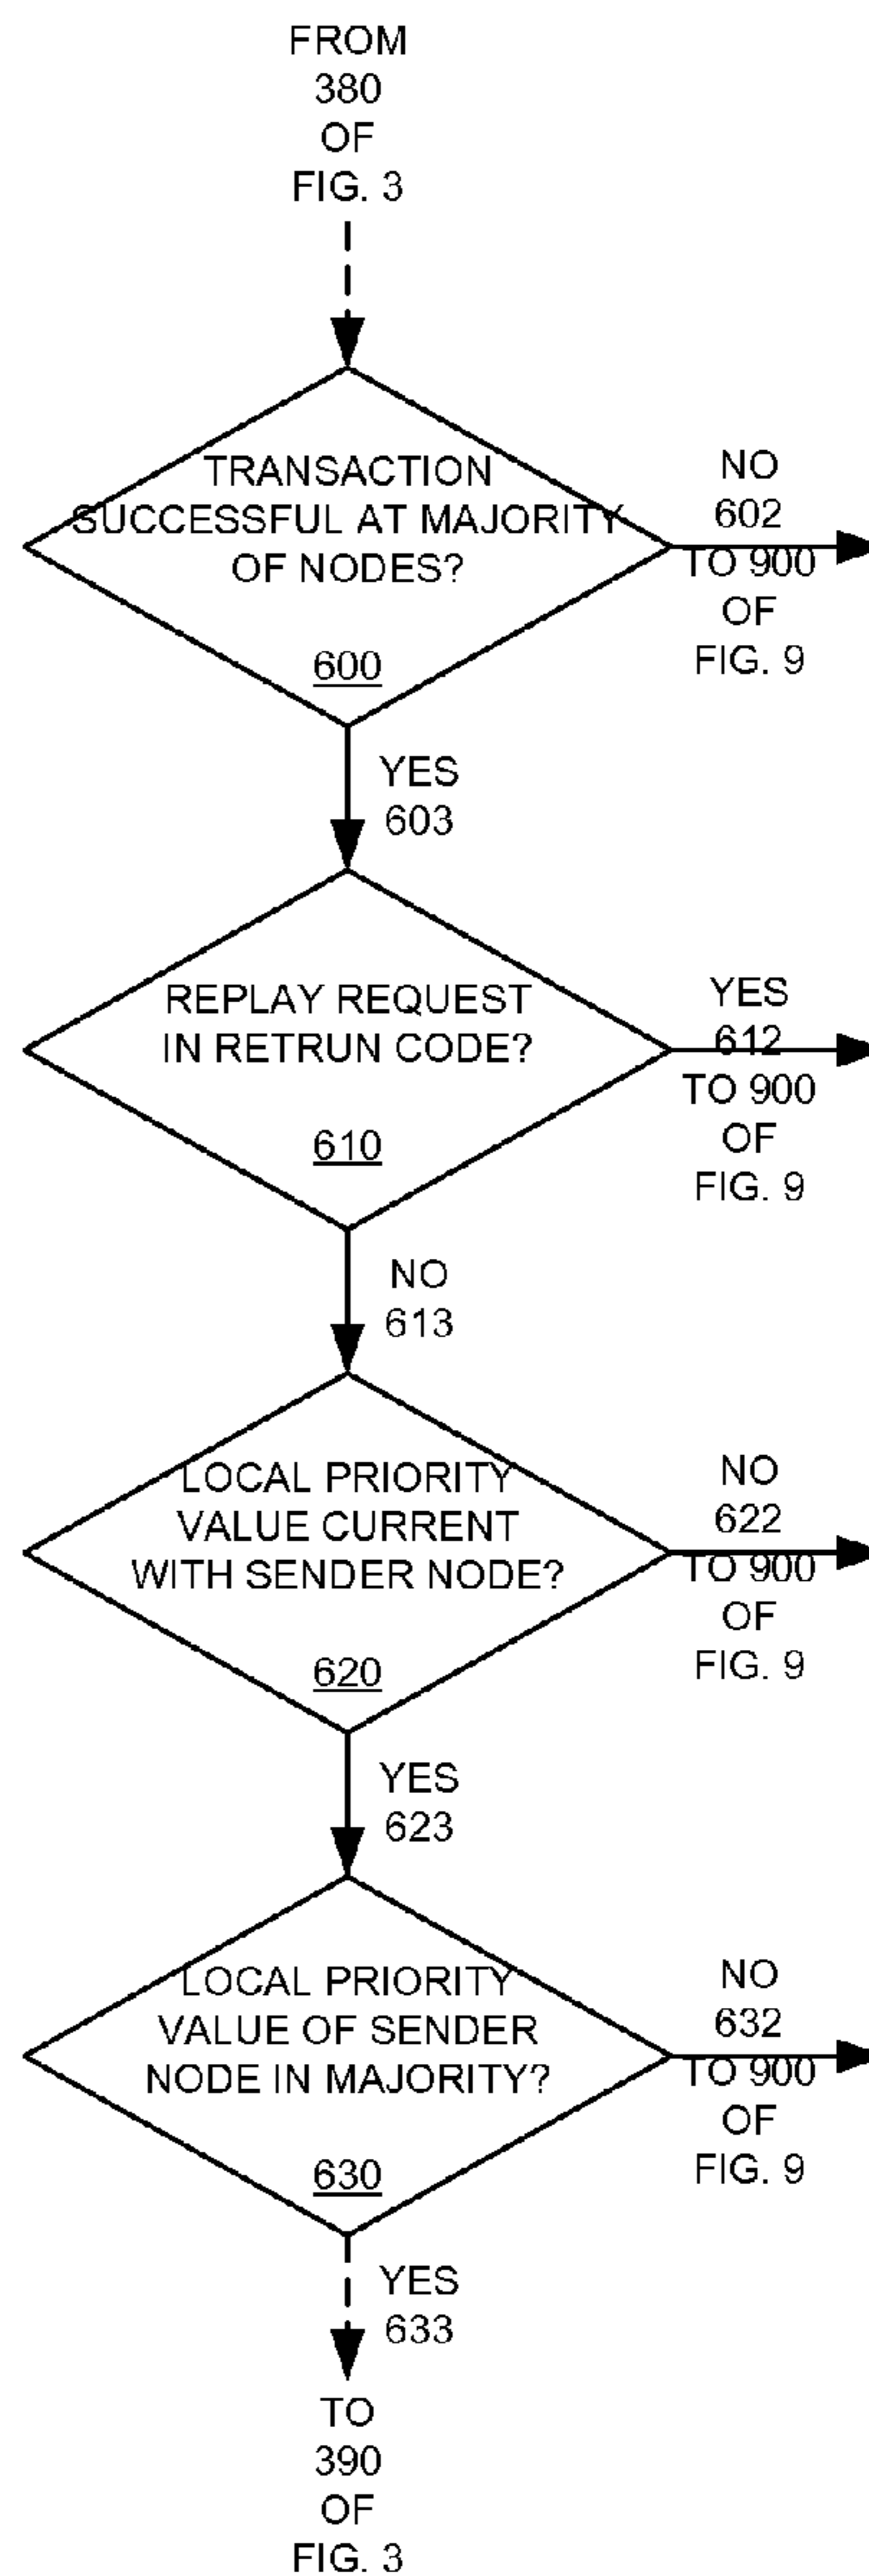 FROM
380
OF
FIG. 3
TRANSACTION
SUCCESSFUL AT MAJORITY
OF NODES?
600
NO
602
TO 900
OF
FIG. 9
YES
603
REPLAY REQUEST
IN RETRUN CODE?
610
YES
612
TO 900
OF
FIG. 9
NO
613
LOCAL PRIORITY
VALUE CURRENT
WITH SENDER NODE?
620
NO
622
TO 900
OF
FIG. 9
YES
623
LOCAL PRIORITY
VALUE OF SENDER
NODE IN MAJORITY?
630
NO
632
TO 900
OF
FIG. 9
YES
633
TO
390
OF
FIG. 3